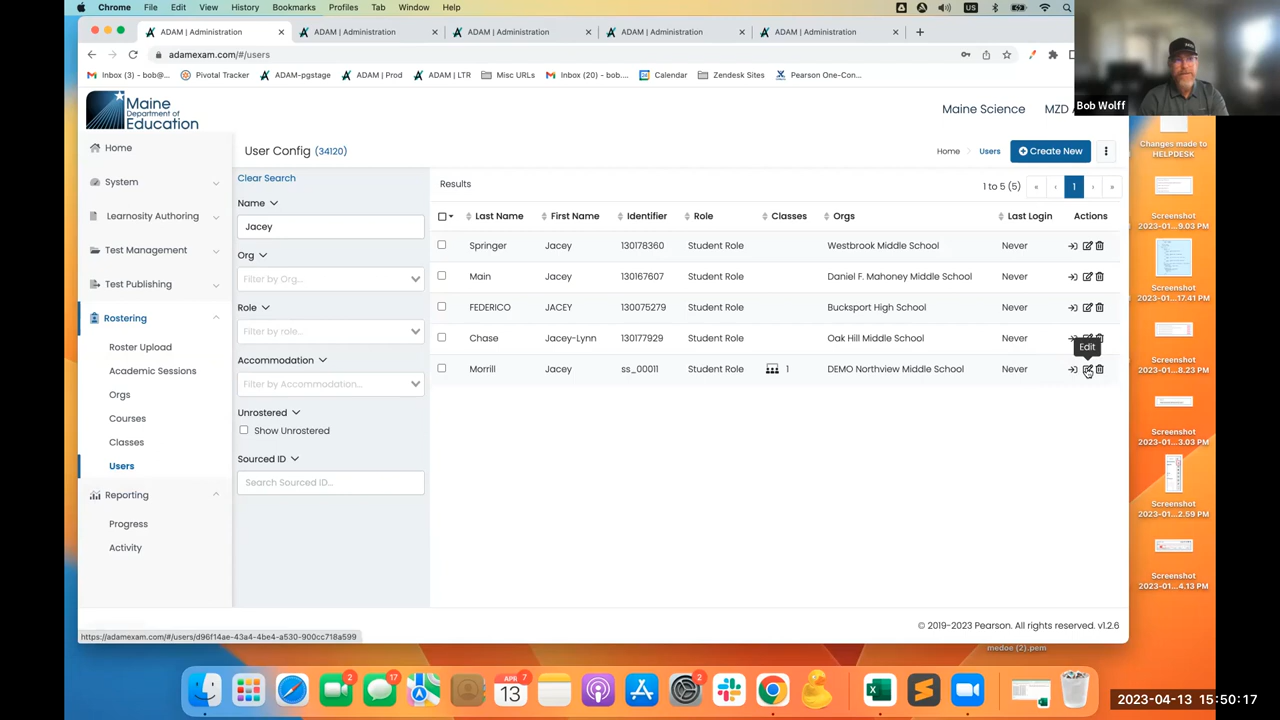 Chrome File Edit View History Bookmarks Profiles Tab Window Help
US
ADAM | Administration
ADAM | Administration
ADAM | Administration
ADAM | Administration
ADAM | Administration
adamexam.com/#/users
Inbox (3) - bob@...
Pivotal Tracker
ADAM-pgstage
ADAM | Prod
ADAM | LTR
Misc URLs
Inbox (20) - bob....
Calendar
Zendesk Sites
Pearson One-Con...
Bob Wolff
Maine
Department of
Education
Maine Science
MZD
Home
System
Learnosity Authoring
Test Management
Test Publishing
Rostering
Roster Upload
Academic Sessions
Orgs
Courses
Classes
Users
Reporting
Progress
Activity
User Config (34120)
Home Users Create New
Clear Search
Name
Jacey
Org
Filter by Org...
Role
Filter by role...
Accommodation
Filter by Accommodation...
Unrostered
Show Unrostered
Sourced ID
Search Sourced ID...
Results
1 to 5 (5) « ‹ 1 › »
Last Name First Name Identifier Role Classes Orgs Last Login Actions
Springer Jacey 130178360 Student Role Westbrook Middle School Never
Main Jacey 130167607 Student Role Daniel F. Mahoney Middle School Never
FEDERICO JACEY 130075279 Student Role Bucksport High School Never
Chase Jacey-Lynn 130177929 Student Role Oak Hill Middle School Never
Edit
Morrill Jacey ss_00011 Student Role 1 DEMO Northview Middle School Never
© 2019-2023 Pearson. All rights reserved. v1.2.6
https://adamexam.com/#/users/d96f14ae-43a4-4be4-a530-900cc718a599
Changes made to
HELPDESK
Screenshot
2023-01...9.03 PM
Screenshot
2023-01...17.41 PM
Screenshot
2023-01...8.23 PM
Screenshot
2023-01...3.03 PM
Screenshot
2023-01...2.59 PM
Screenshot
2023-01...4.13 PM
medoe (2).pem
2
17
APR 7
13
2
2023-04-13 15:50:17